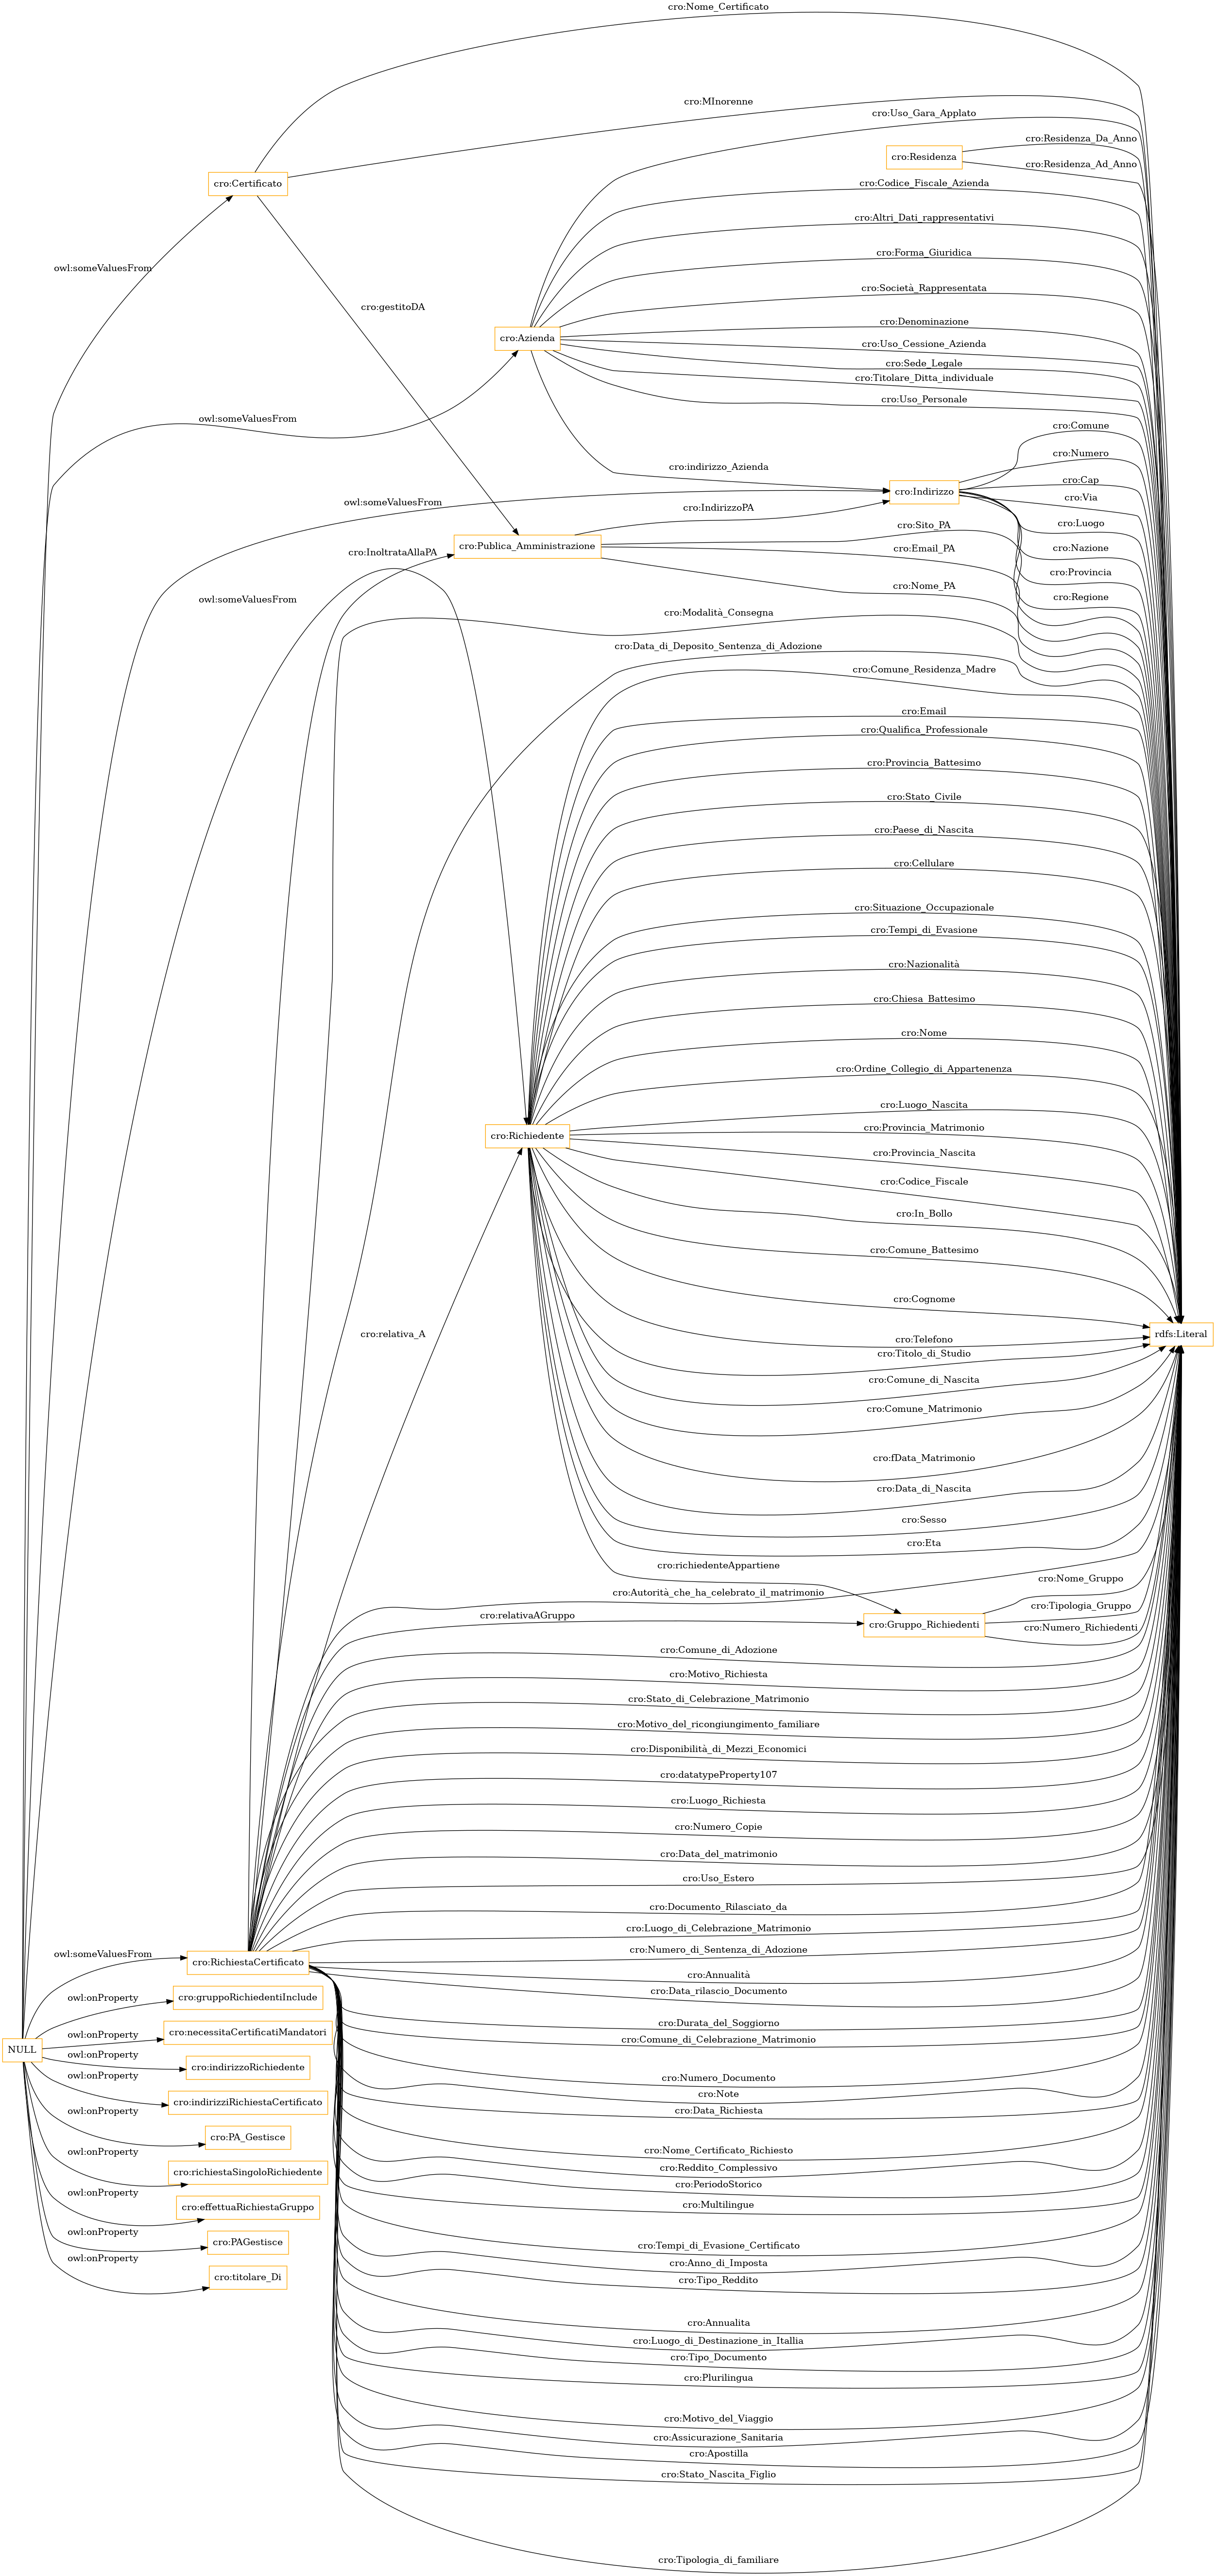 cro:Nome_Certificato
cro:MInorenne
cro:Uso_Gara_Applato
cro:Residenza_Da_Anno
cro:Residenza
cro:Residenza_Ad_Anno
cro:Certificato
cro:Codice_Fiscale_Azienda
cro:Altri_Dati_rappresentativi
cro:Forma_Giuridica
owl:someValuesFrom
cro:Società_Rappresentata
cro:gestitoDA
cro:Denominazione
cro:Azienda
cro:Uso_Cessione_Azienda
cro:Sede_Legale
cro:Titolare_Ditta_individuale
cro:Uso_Personale
owl:someValuesFrom
cro:Comune
cro:Numero
cro:indirizzo_Azienda
cro:Cap
cro:Indirizzo
cro:Via
owl:someValuesFrom
cro:IndirizzoPA
cro:Sito_PA
cro:Luogo
cro:Publica_Amministrazione
cro:Email_PA
cro:Nazione
cro:InoltrataAllaPA
cro:Provincia
cro:Nome_PA
cro:Regione
owl:someValuesFrom
cro:Modalità_Consegna
cro:Data_di_Deposito_Sentenza_di_Adozione
cro:Comune_Residenza_Madre
cro:Email
cro:Qualifica_Professionale
cro:Provincia_Battesimo
cro:Stato_Civile
cro:Paese_di_Nascita
cro:Cellulare
cro:Situazione_Occupazionale
cro:Tempi_di_Evasione
cro:Nazionalità
cro:Chiesa_Battesimo
cro:Nome
cro:Ordine_Collegio_di_Appartenenza
cro:Luogo_Nascita
cro:Provincia_Matrimonio
cro:Richiedente
cro:Provincia_Nascita
cro:Codice_Fiscale
cro:In_Bollo
cro:Comune_Battesimo
cro:Cognome
cro:relativa_A
rdfs:Literal
cro:Telefono
cro:Titolo_di_Studio
cro:Comune_di_Nascita
cro:Comune_Matrimonio
cro:fData_Matrimonio
cro:Data_di_Nascita
cro:Sesso
cro:Eta
cro:richiedenteAppartiene
cro:Nome_Gruppo
cro:Autorità_che_ha_celebrato_il_matrimonio
cro:Tipologia_Gruppo
cro:relativaAGruppo
cro:Gruppo_Richiedenti
cro:Numero_Richiedenti
cro:Comune_di_Adozione
cro:Motivo_Richiesta
cro:Stato_di_Celebrazione_Matrimonio
cro:Motivo_del_ricongiungimento_familiare
cro:Disponibilità_di_Mezzi_Economici
cro:datatypeProperty107
cro:Luogo_Richiesta
cro:Numero_Copie
cro:Data_del_matrimonio
cro:Uso_Estero
cro:Documento_Rilasciato_da
cro:Luogo_di_Celebrazione_Matrimonio
cro:Numero_di_Sentenza_di_Adozione
owl:someValuesFrom
cro:RichiestaCertificato
cro:Annualità
cro:Data_rilascio_Documento
owl:onProperty
cro:gruppoRichiedentiInclude
cro:Durata_del_Soggiorno
owl:onProperty
cro:necessitaCertificatiMandatori
cro:Comune_di_Celebrazione_Matrimonio
NULL
owl:onProperty
cro:indirizzoRichiedente
owl:onProperty
cro:Numero_Documento
cro:indirizziRichiestaCertificato
cro:Note
owl:onProperty
cro:Data_Richiesta
cro:PA_Gestisce
owl:onProperty
cro:Nome_Certificato_Richiesto
cro:richiestaSingoloRichiedente
cro:Reddito_Complessivo
cro:PeriodoStorico
owl:onProperty
cro:effettuaRichiestaGruppo
cro:Multilingue
owl:onProperty
cro:PAGestisce
cro:Tempi_di_Evasione_Certificato
owl:onProperty
cro:Anno_di_Imposta
cro:titolare_Di
cro:Tipo_Reddito
cro:Annualita
cro:Luogo_di_Destinazione_in_Itallia
cro:Tipo_Documento
cro:Plurilingua
cro:Motivo_del_Viaggio
cro:Assicurazione_Sanitaria
cro:Apostilla
cro:Stato_Nascita_Figlio
cro:Tipologia_di_familiare